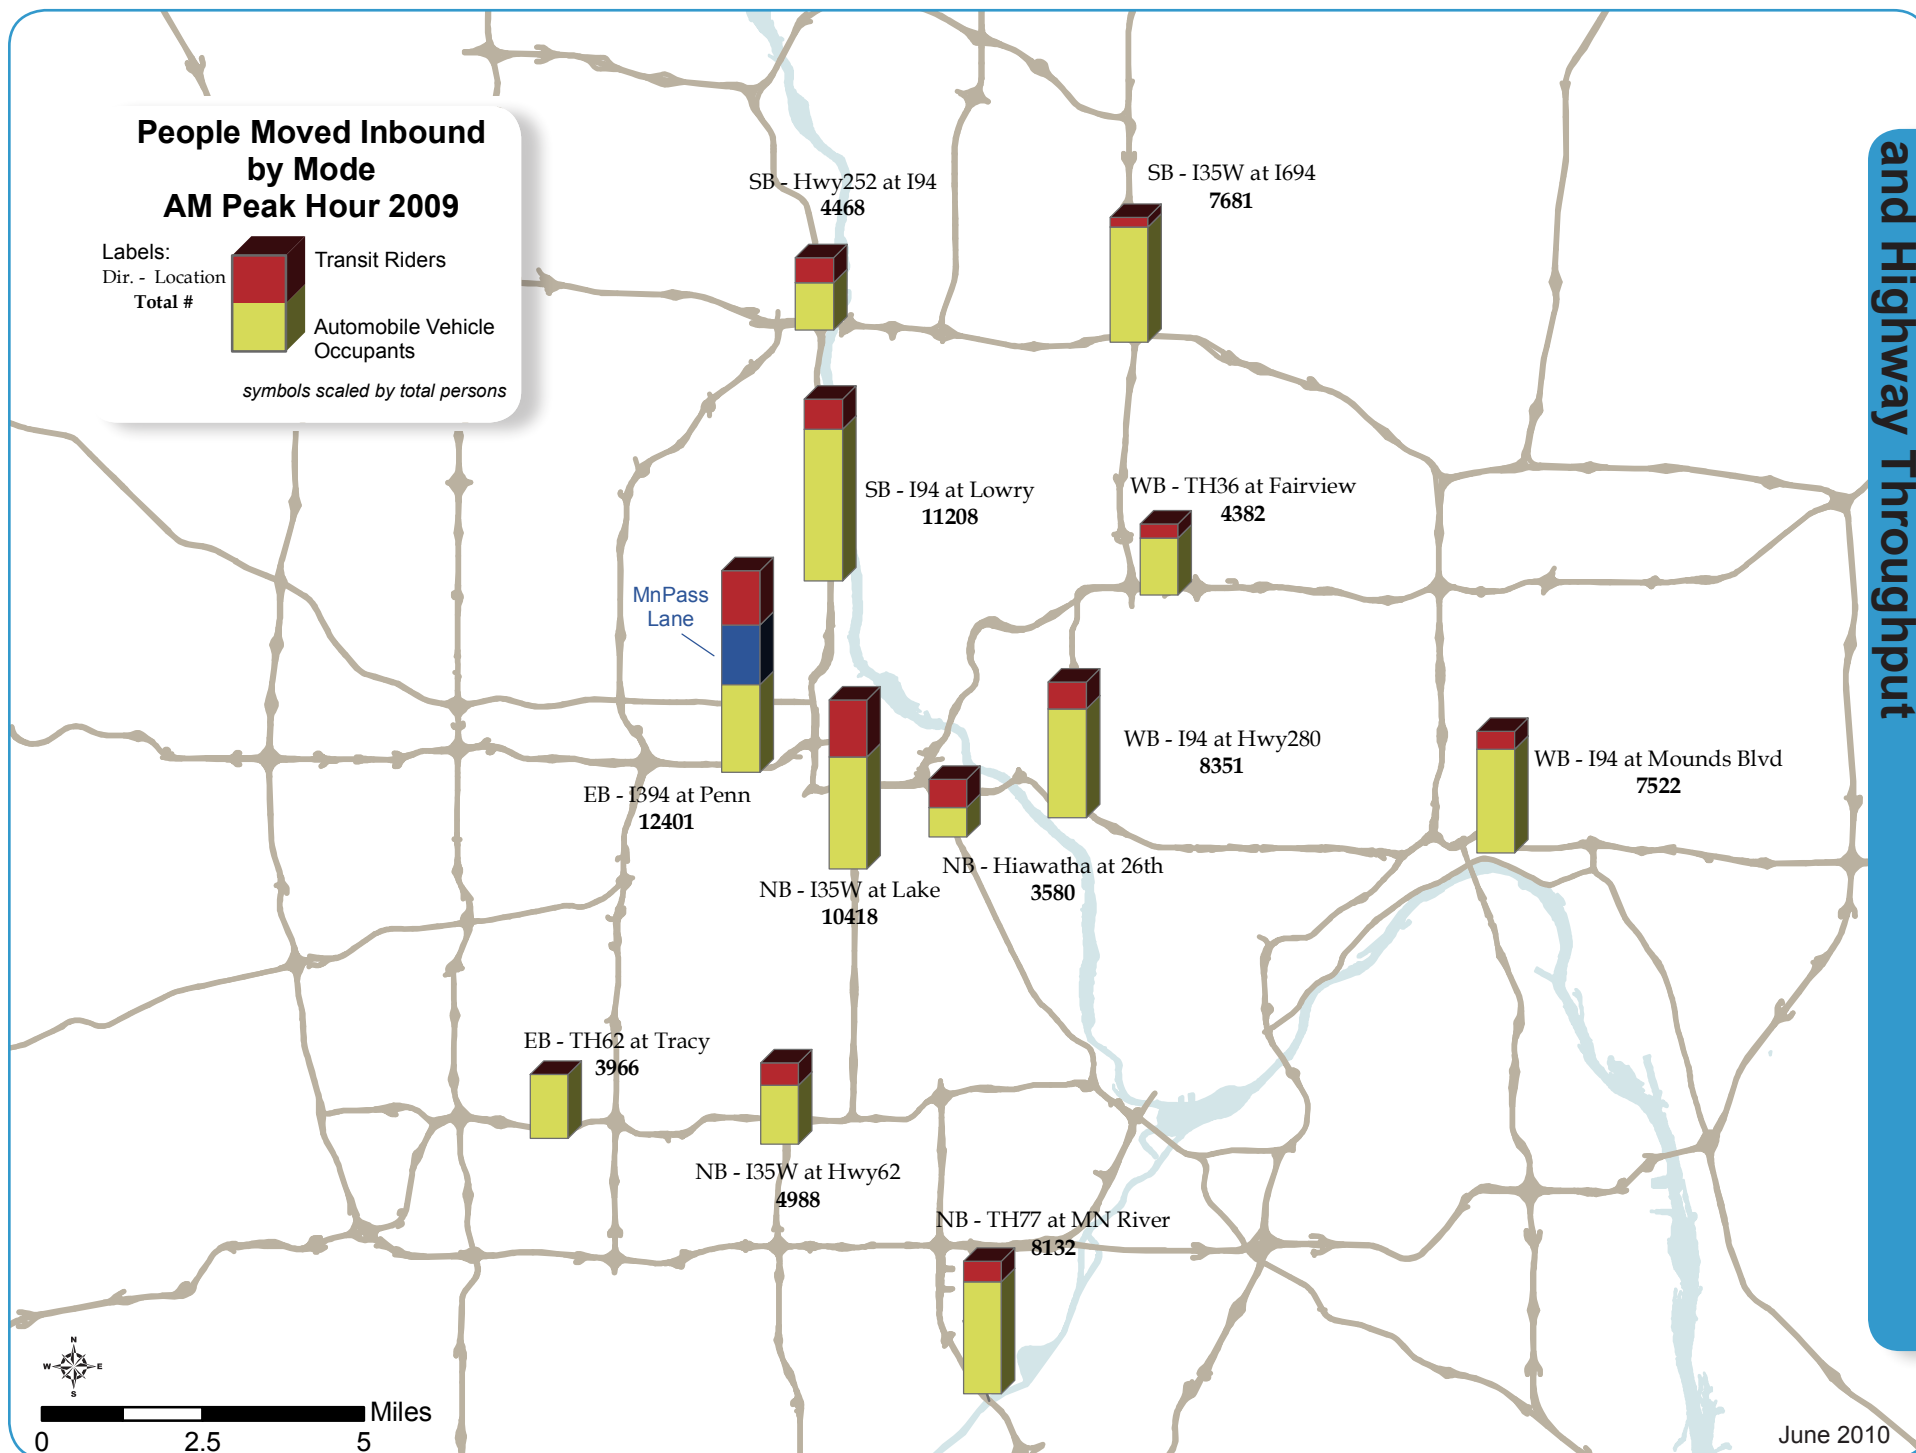 People Moved Inbound
by Mode
AM Peak Hour 2009
Labels:
Dir. - Location
Total #
Transit Riders
Automobile Vehicle
Occupants
symbols scaled by total persons
SB - Hwy252 at I94
4468
SB - I35W at I694
7681
and Highway Throughput
SB - I94 at Lowry
11208
WB - TH36 at Fairview
4382
MnPass
Lane
EB - I394 at Penn
12401
WB - I94 at Hwy280
8351
WB - I94 at Mounds Blvd
7522
NB - I35W at Lake
10418
NB - Hiawatha at 26th
3580
EB - TH62 at Tracy
3966
NB - I35W at Hwy62
4988
NB - TH77 at MN River
8132
N
W E
S
Miles
0 2.5 5
June 2010